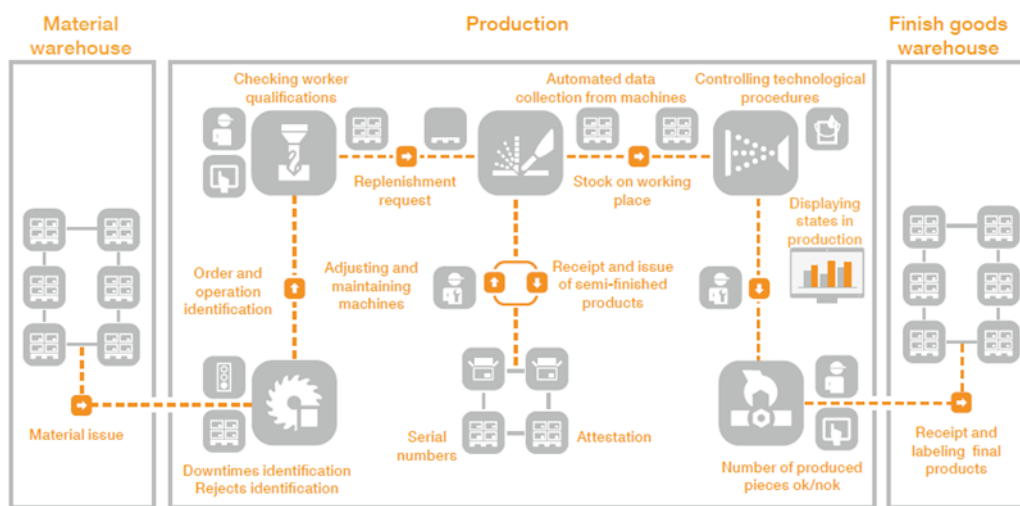 Material
warehouse
Production
Finish goods
warehouse
Checking worker
qualifications
Automated data
collection from machines
Controlling technological
procedures
Replenishment
request
Stock on working
place
Displaying
states in
production
Order and
operation
identification
Adjusting and
maintaining
machines
Receipt and issue
of semi-finished
products
Material issue
Serial
numbers
Attestation
Downtimes identification
Rejects identification
Number of produced
pieces ok/nok
Receipt and
labeling final
products